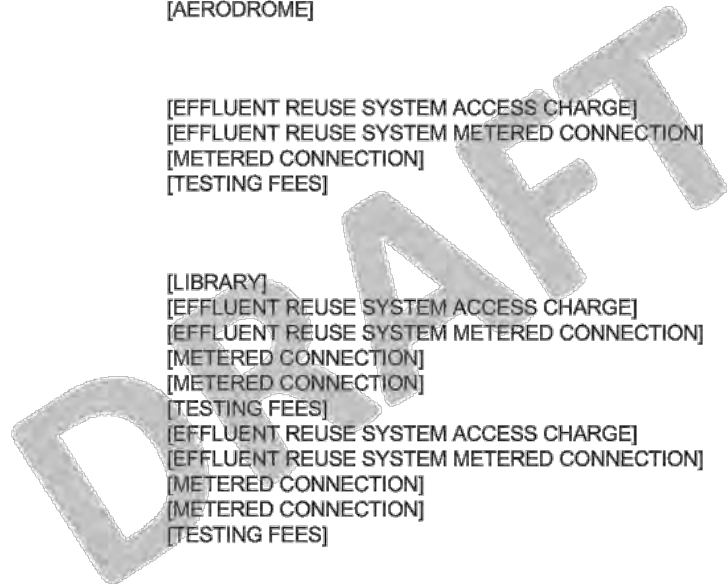 [AERODROME]
[EFFLUENT REUSE SYSTEM ACCESS CHARGE]
[EFFLUENT REUSE SYSTEM METERED CONNECTION]
[METERED CONNECTION]
[TESTING FEES]
[LIBRARY]
[EFFLUENT REUSE SYSTEM ACCESS CHARGE]
[EFFLUENT REUSE SYSTEM METERED CONNECTION]
[METERED CONNECTION]
[METERED CONNECTION]
[TESTING FEES]
[EFFLUENT REUSE SYSTEM ACCESS CHARGE]
[EFFLUENT REUSE SYSTEM METERED CONNECTION]
[METERED CONNECTION]
[METERED CONNECTION]
[TESTING FEES]
DRAFT